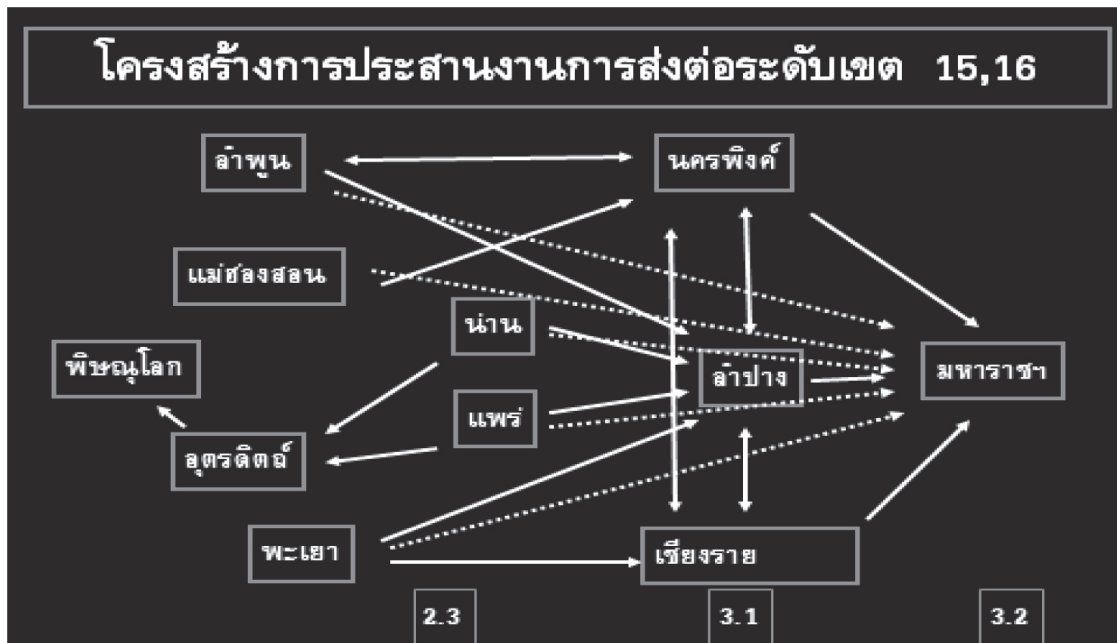 โครงสร้างการประสานงานการส่งต่อระดับเขต 15,16
ลำพูน
นครพิงค์
แม่ฮ่องสอน
น่าน
พิษณุโลก
ลำปาง
มหาราชฯ
แพร่
อุตรดิตถ์
พะเยา
เชียงราย
2.3
3.1
3.2